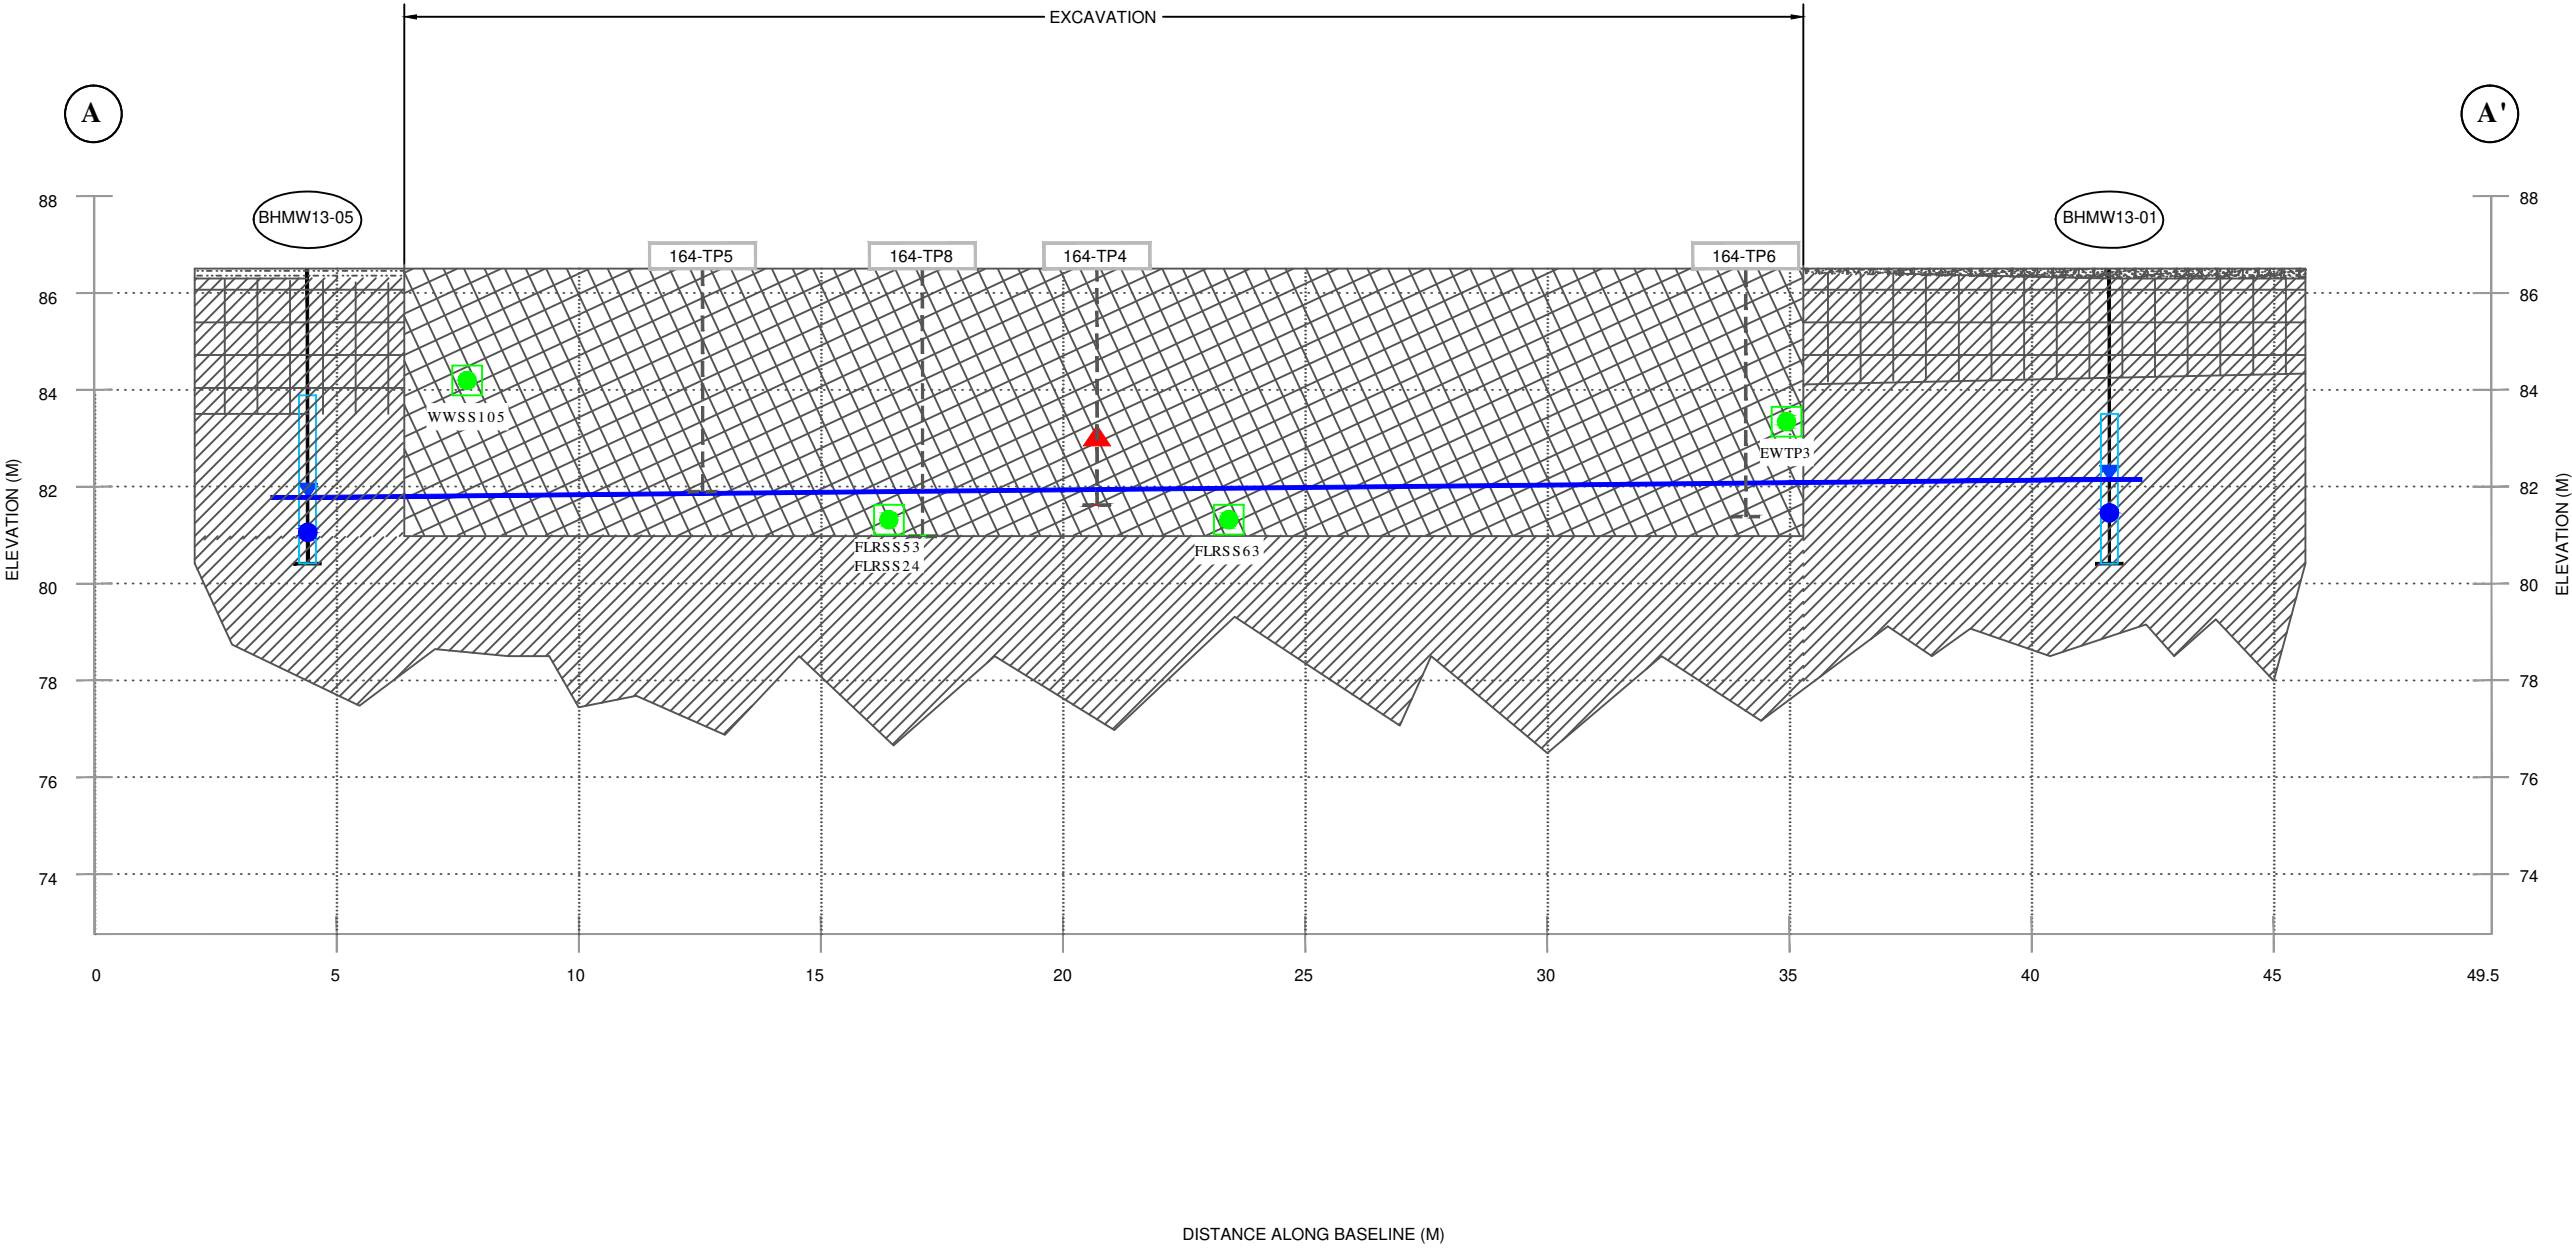 EXCAVATION
A
A'
BHMW13-05
BHMW13-01
164-TP5
164-TP8
164-TP4
164-TP6
88
86
84
82
80
78
76
74
88
86
84
82
80
78
76
74
WWSS105
EWTP3
FLRSS53
FLRSS24
FLRSS63
ELEVATION (M)
ELEVATION (M)
0 5 10 15 20 25 30 35 40 45 49.5
DISTANCE ALONG BASELINE (M)